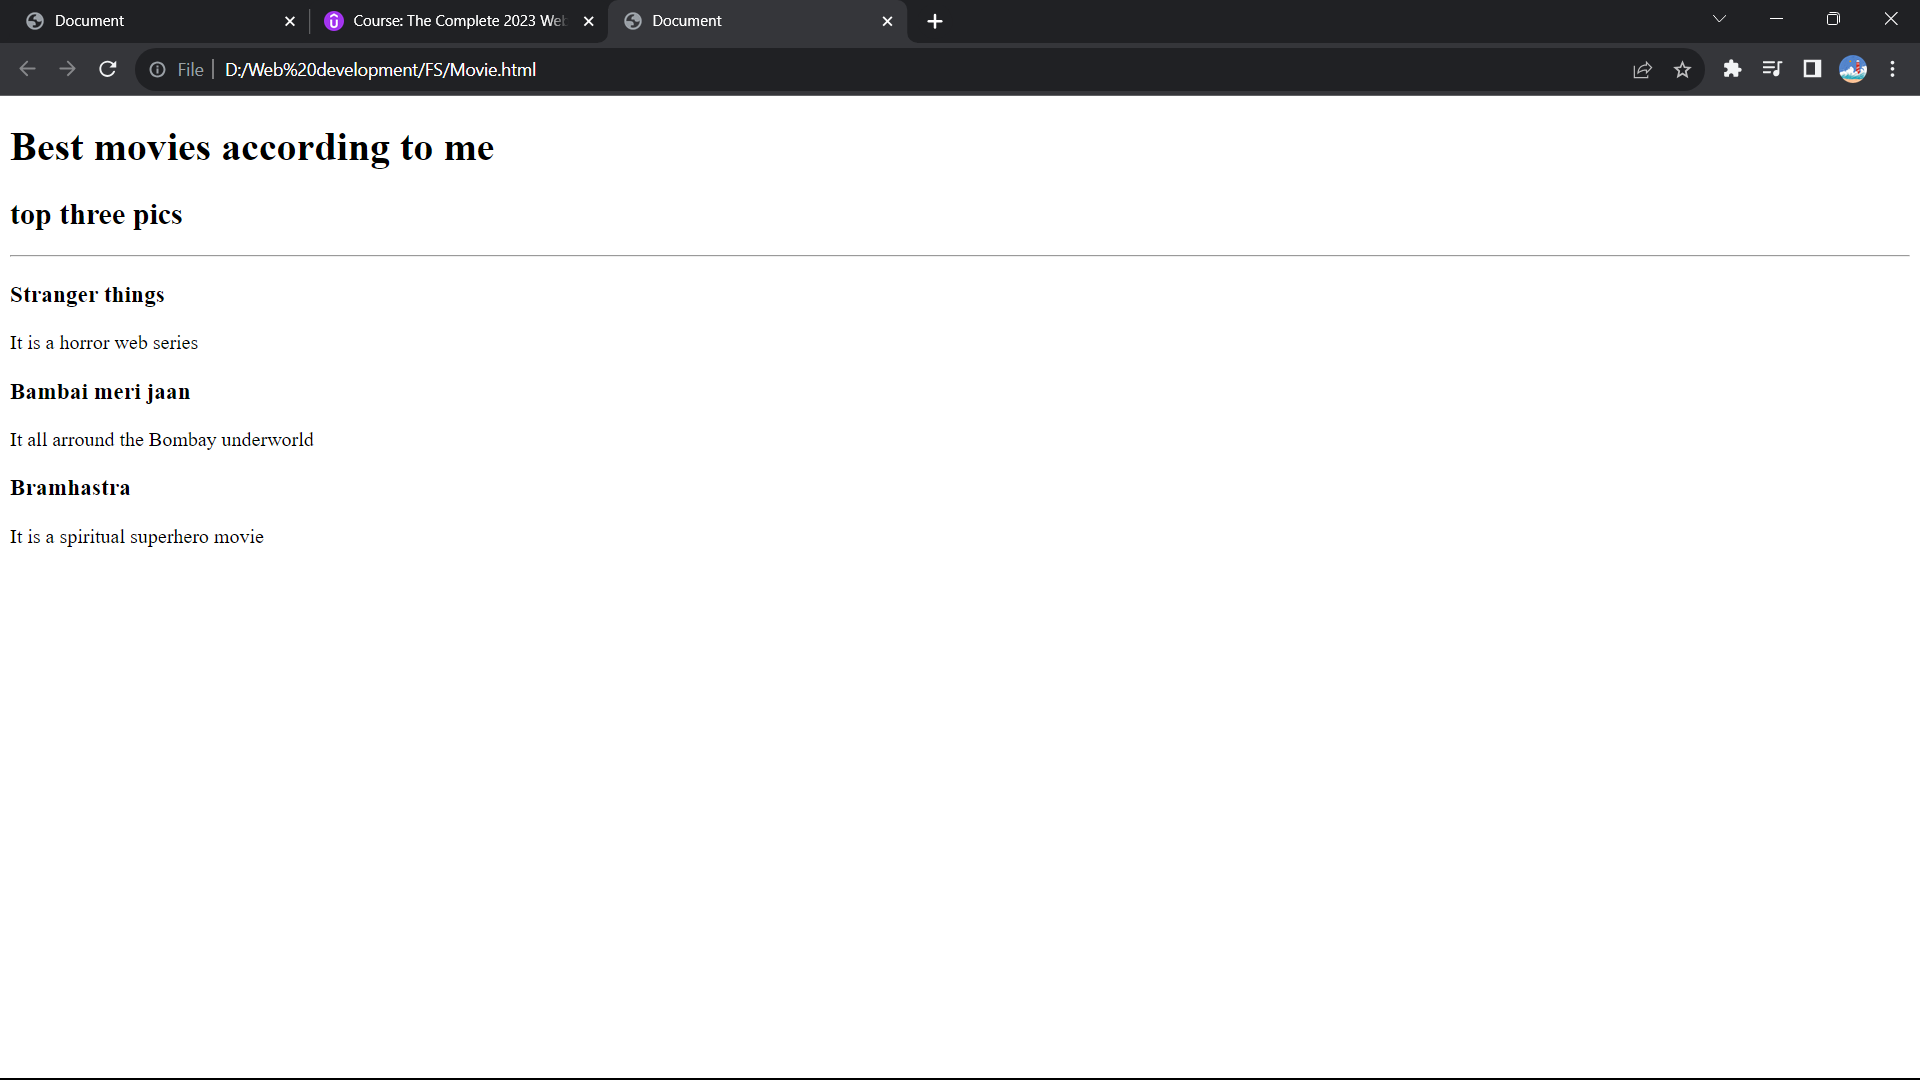 Document
Course: The Complete 2023 Web
Document
File
D:/Web%20development/FS/Movie.html
Best movies according to me
top three pics
Stranger things
It is a horror web series
Bambai meri jaan
It all arround the Bombay underworld
Bramhastra
It is a spiritual superhero movie